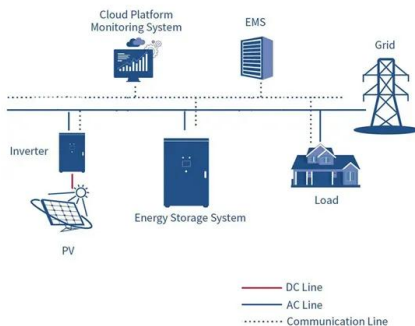 Cloud Platform
Monitoring System
EMS
Grid
Inverter
Energy Storage System
Load
PV
DC Line
AC Line
Communication Line